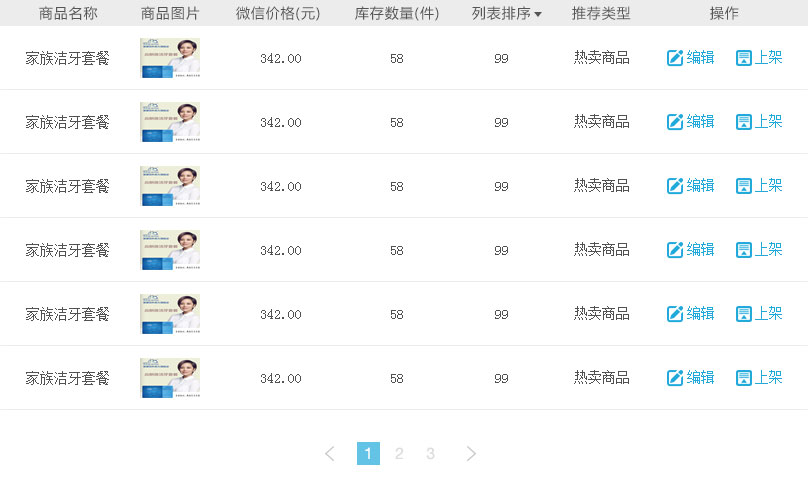 商品名称 商品图片 微信价格(元) 库存数量(件) 列表排序 推荐类型 操作
家族洁牙套餐 342.00 58 99 热卖商品 编辑 上架
家族洁牙套餐 342.00 58 99 热卖商品 编辑 上架
家族洁牙套餐 342.00 58 99 热卖商品 编辑 上架
家族洁牙套餐 342.00 58 99 热卖商品 编辑 上架
家族洁牙套餐 342.00 58 99 热卖商品 编辑 上架
家族洁牙套餐 342.00 58 99 热卖商品 编辑 上架
1 2 3